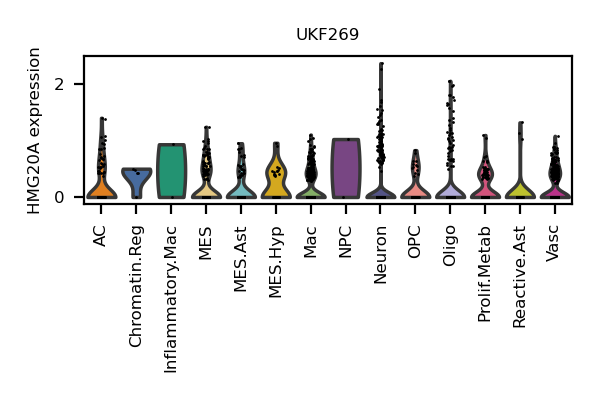 UKF269
HMG20A expression
2
0
AC
Chromatin.Reg
Inflammatory.Mac
MES
MES.Ast
MES.Hyp
Mac
NPC
Neuron
OPC
Oligo
Prolif.Metab
Reactive.Ast
Vasc